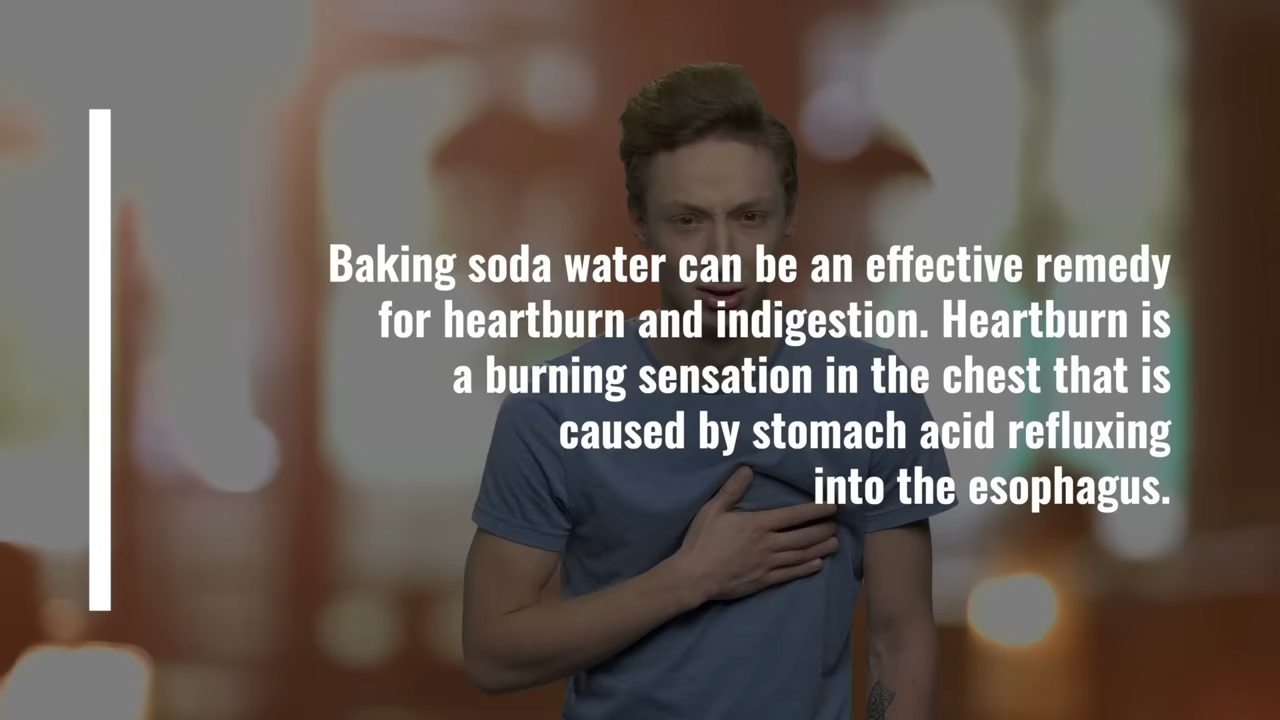 Baking soda water can be an effective remedy
for heartburn and indigestion. Heartburn is
a burning sensation in the chest that is
caused by stomach acid refluxing
into the esophagus.